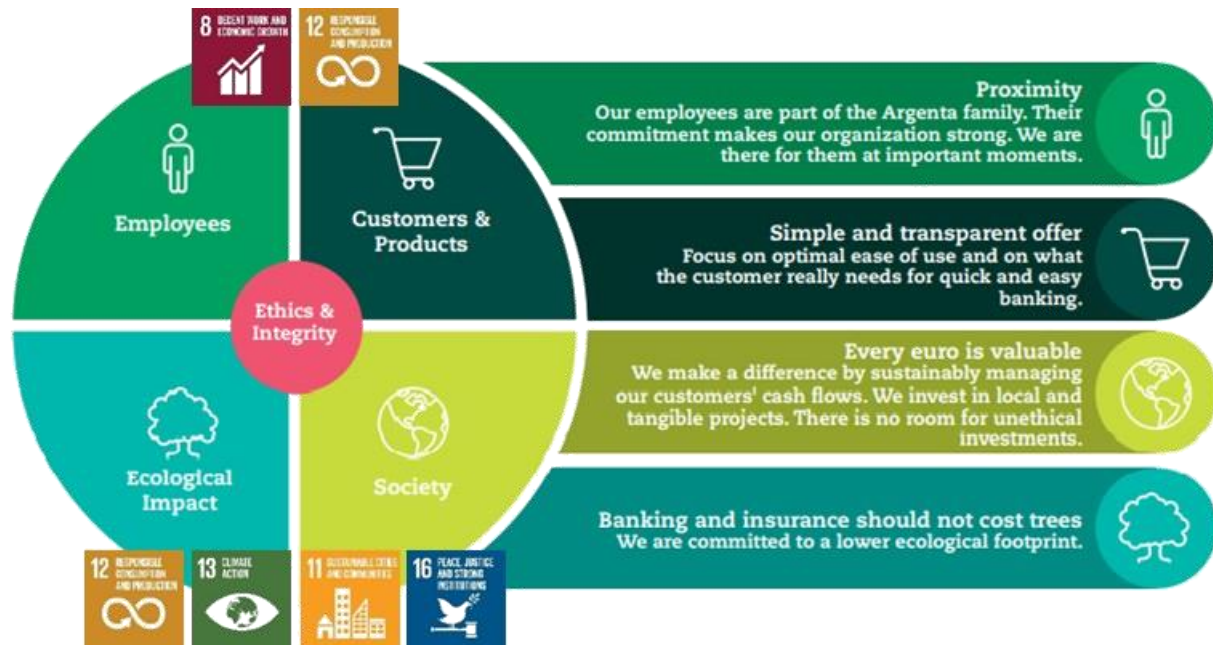 8 DECENT WORK AND
ECONOMIC GROWTH
12 RESPONSIBLE
CONSUMPTION
AND PRODUCTION
Employees
Customers &
Products
Ethics &
Integrity
Ecological
Impact
Society
12 RESPONSIBLE
CONSUMPTION
AND PRODUCTION
13 CLIMATE
ACTION
11 SUSTAINABLE CITIES
AND COMMUNITIES
16 PEACE, JUSTICE
AND STRONG
INSTITUTIONS
Proximity
Our employees are part of the Argenta family. Their
commitment makes our organization strong. We are
there for them at important moments.
Simple and transparent offer
Focus on optimal ease of use and on what
the customer really needs for quick and easy
banking.
Every euro is valuable
We make a difference by sustainably managing
our customers' cash flows. We invest in local and
tangible projects. There is no room for unethical
investments.
Banking and insurance should not cost trees
We are committed to a lower ecological footprint.